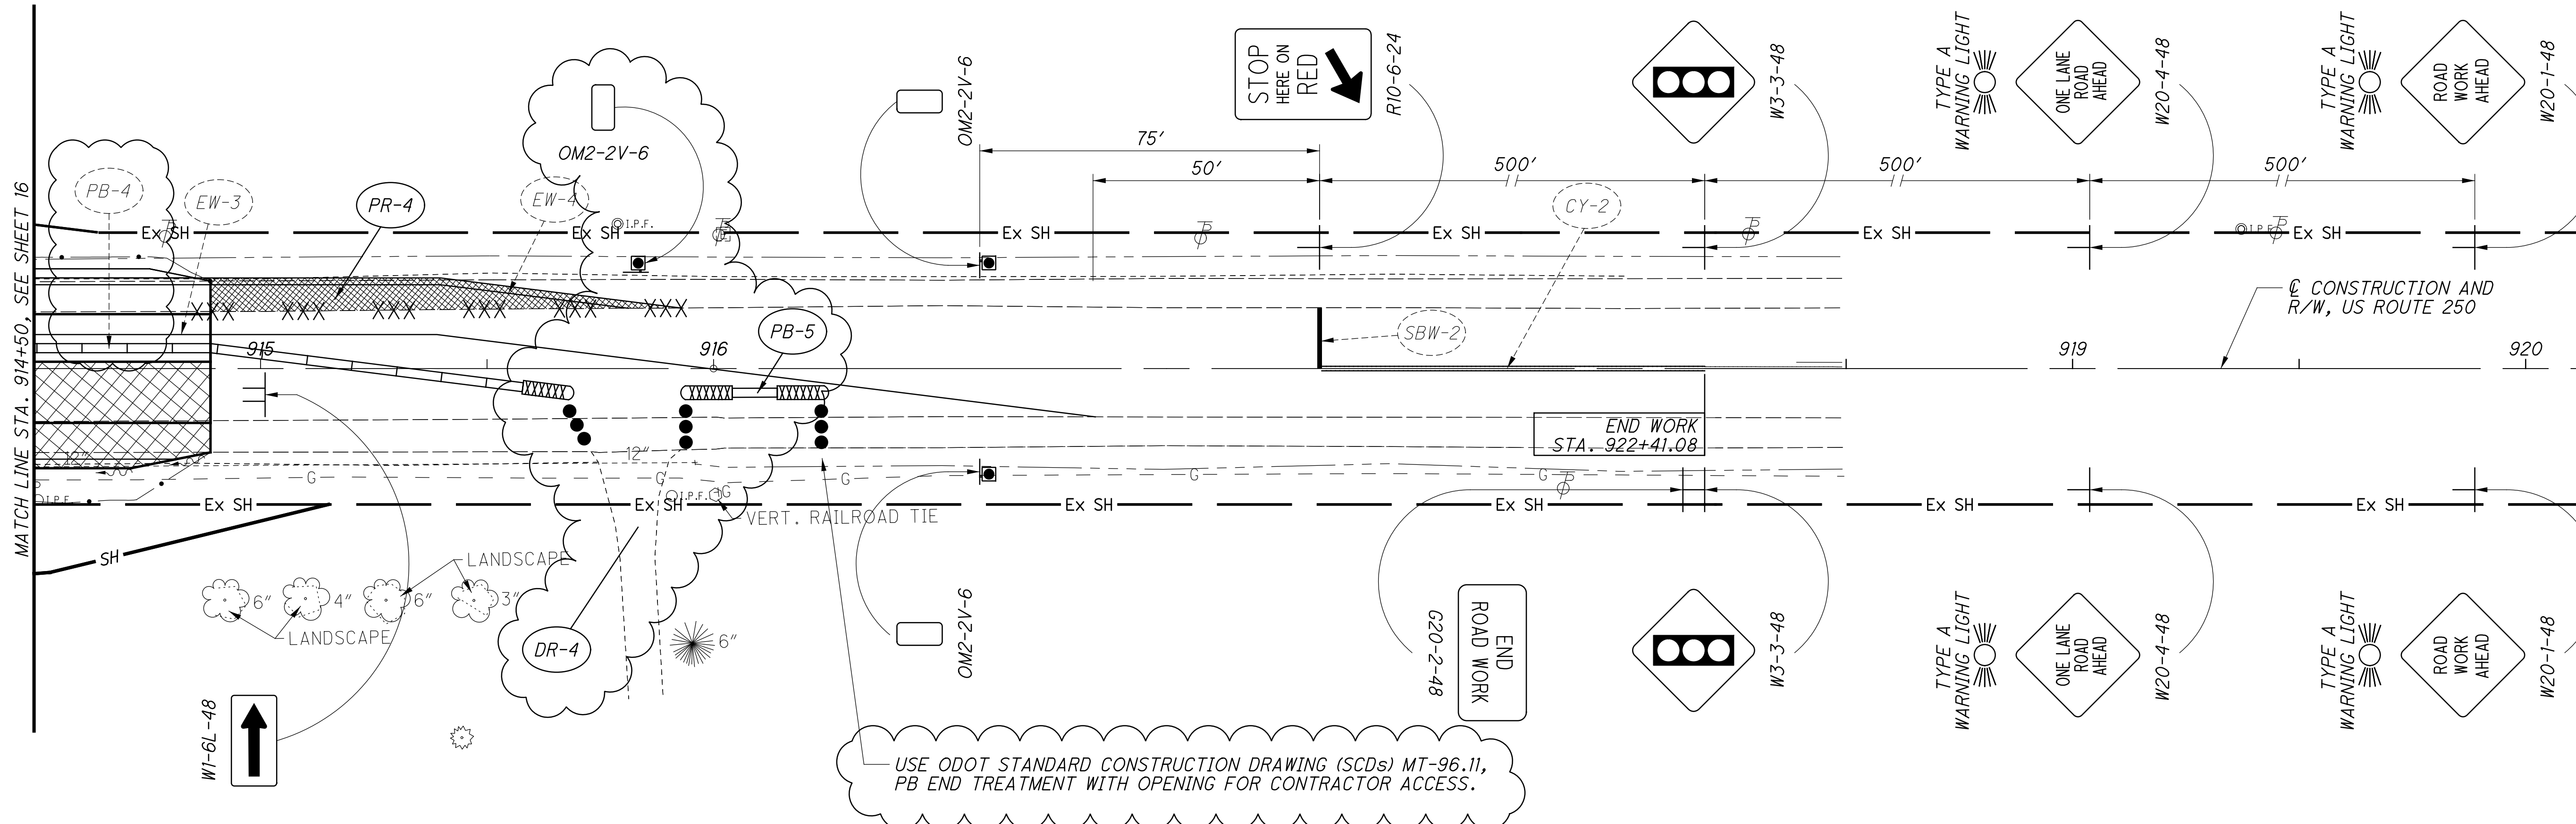 MATCH LINE STA. 914+50, SEE SHEET 16
PB-4
EW-3
PR-4
EW-4
OM2-2V-6
I.P.F.
OM2-2V-6
75'
50'
STOP
HERE ON
RED
R10-6-24
500'
W3-3-48
500'
TYPE A
WARNING LIGHT
ONE LANE
ROAD
AHEAD
W20-4-48
500'
TYPE A
WARNING LIGHT
ROAD
WORK
AHEAD
W20-1-48
Ex SH
Ex SH
Ex SH
Ex SH
Ex SH
I.P.F.
Ex SH
CY-2
SBW-2
PB-5
℄ CONSTRUCTION AND
R/W, US ROUTE 250
915
916
919
920
END WORK
STA. 922+41.08
12"
12"
G
G
G
G
G
I.P.F.
I.P.F.
G
Ex SH
Ex SH
Ex SH
Ex SH
Ex SH
Ex SH
VERT. RAILROAD TIE
SH
LANDSCAPE
6"
4"
6"
3"
LANDSCAPE
DR-4
6"
W1-6L-48
OM2-2V-6
G20-2-48
END
ROAD WORK
W3-3-48
TYPE A
WARNING LIGHT
ONE LANE
ROAD
AHEAD
W20-4-48
TYPE A
WARNING LIGHT
ROAD
WORK
AHEAD
W20-1-48
USE ODOT STANDARD CONSTRUCTION DRAWING (SCDs) MT-96.11,
PB END TREATMENT WITH OPENING FOR CONTRACTOR ACCESS.